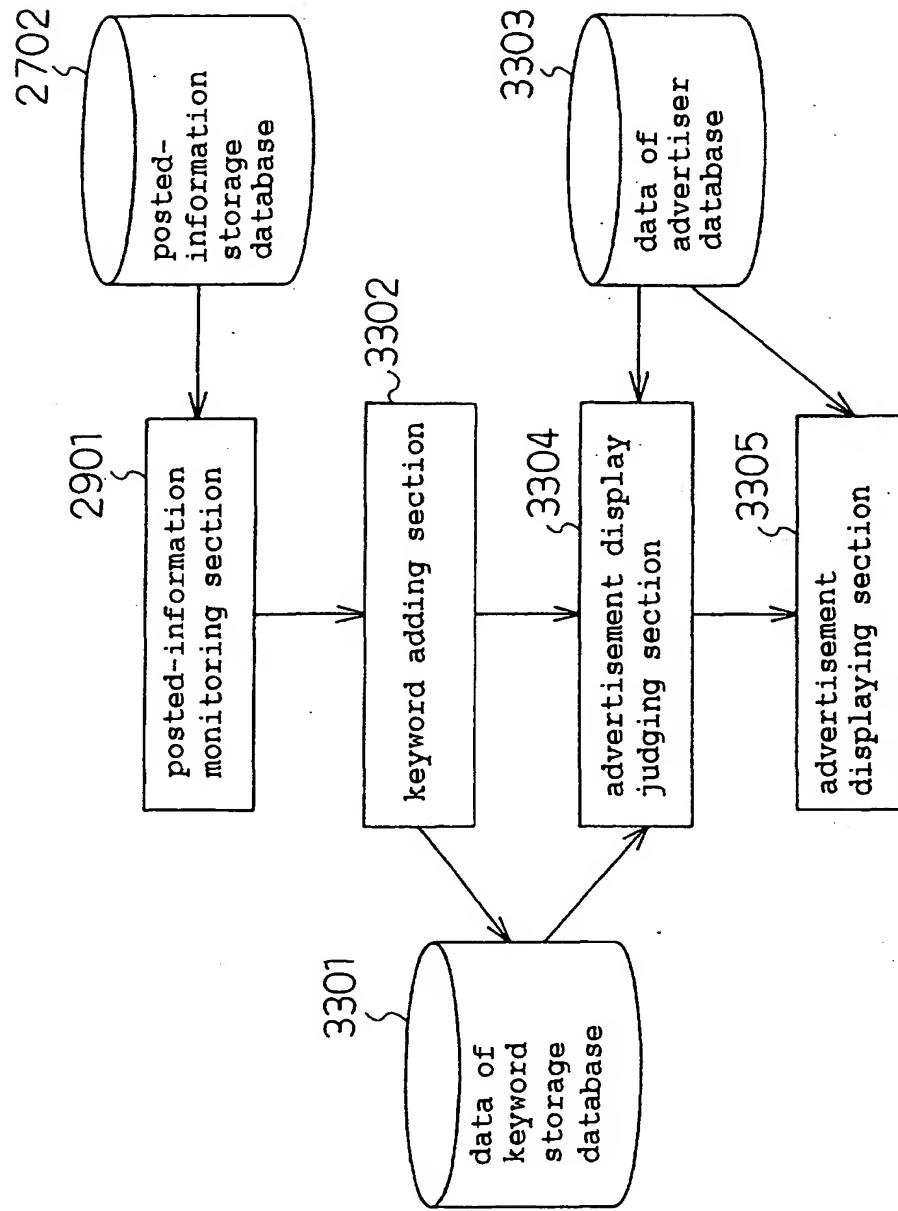 2702
posted-
information
storage
database
2901
posted-information
monitoring section
3302
keyword adding section
3301
data of
keyword
storage
database
3303
data of
advertiser
database
3304
advertisement display
judging section
3305
advertisement
displaying section